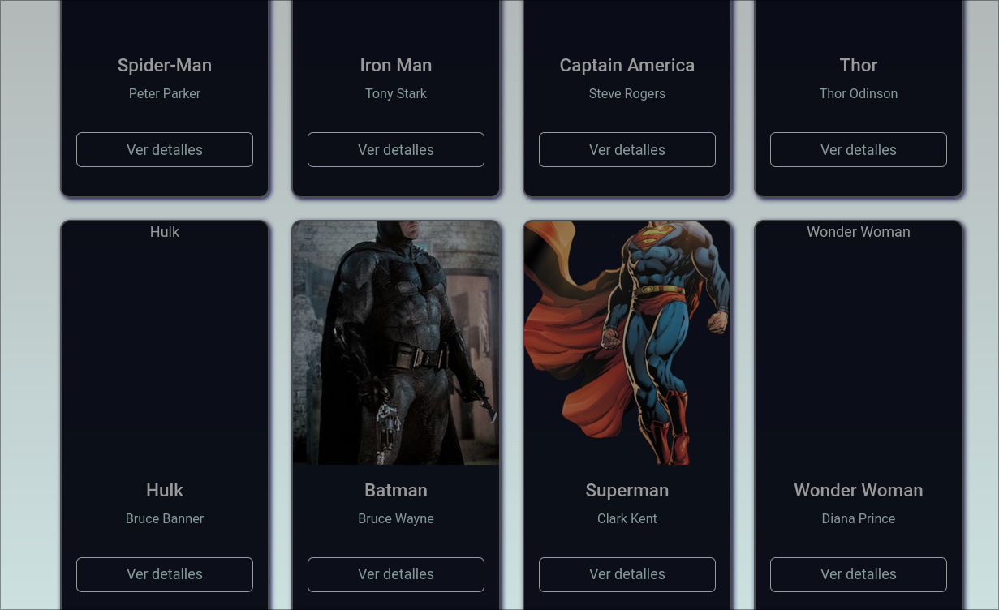 Spider-Man
Peter Parker
Ver detalles
Iron Man
Tony Stark
Ver detalles
Captain America
Steve Rogers
Ver detalles
Thor
Thor Odinson
Ver detalles
Hulk
Hulk
Bruce Banner
Ver detalles
Batman
Bruce Wayne
Ver detalles
Superman
Clark Kent
Ver detalles
Wonder Woman
Wonder Woman
Diana Prince
Ver detalles